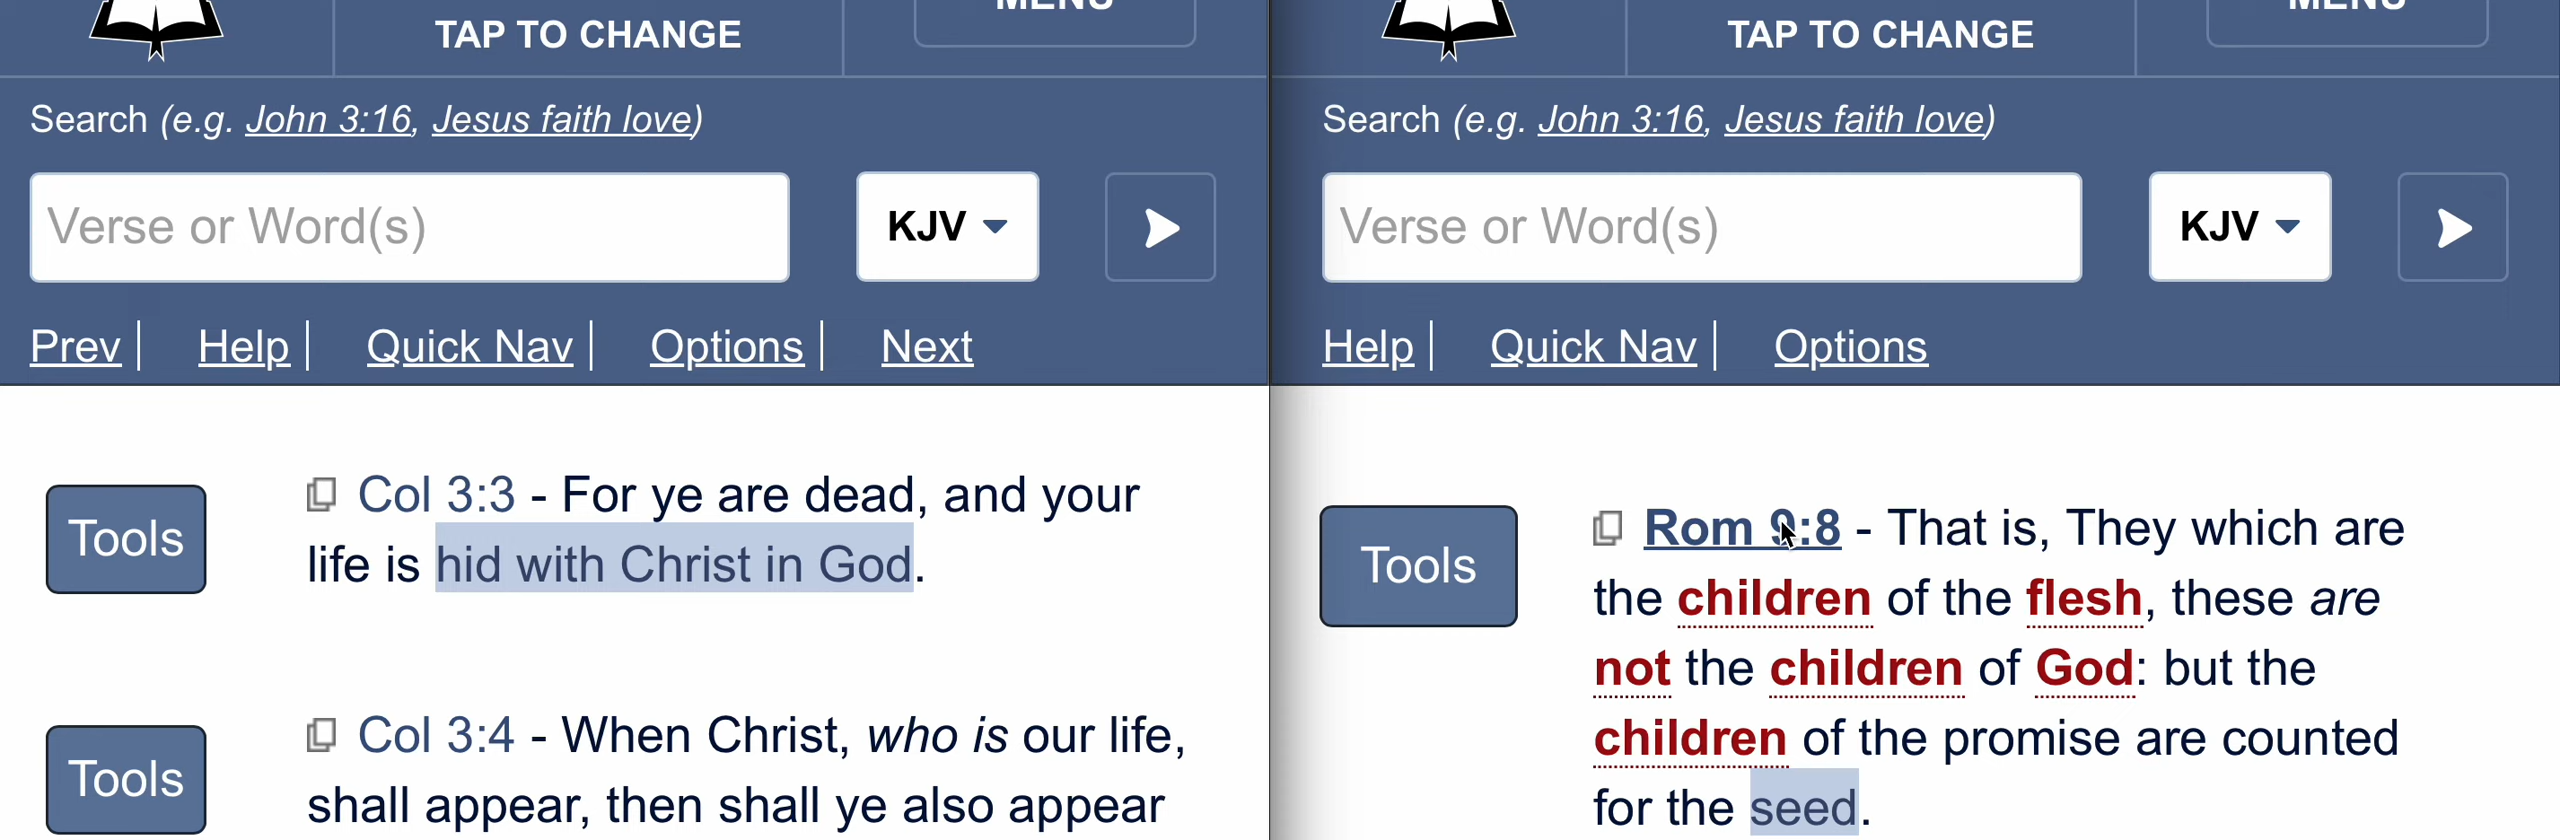 TAP TO CHANGE
MENU
Search (e.g. John 3:16, Jesus faith love)
Verse or Word(s)
KJV
Prev
Help
Quick Nav
Options
Next
Tools
Col 3:3 - For ye are dead, and your
life is hid with Christ in God.
Tools
Col 3:4 - When Christ, who is our life,
shall appear, then shall ye also appear
TAP TO CHANGE
MENU
Search (e.g. John 3:16, Jesus faith love)
Verse or Word(s)
KJV
Help
Quick Nav
Options
Tools
Rom 9:8 - That is, They which are
the children of the flesh, these are
not the children of God: but the
children of the promise are counted
for the seed.